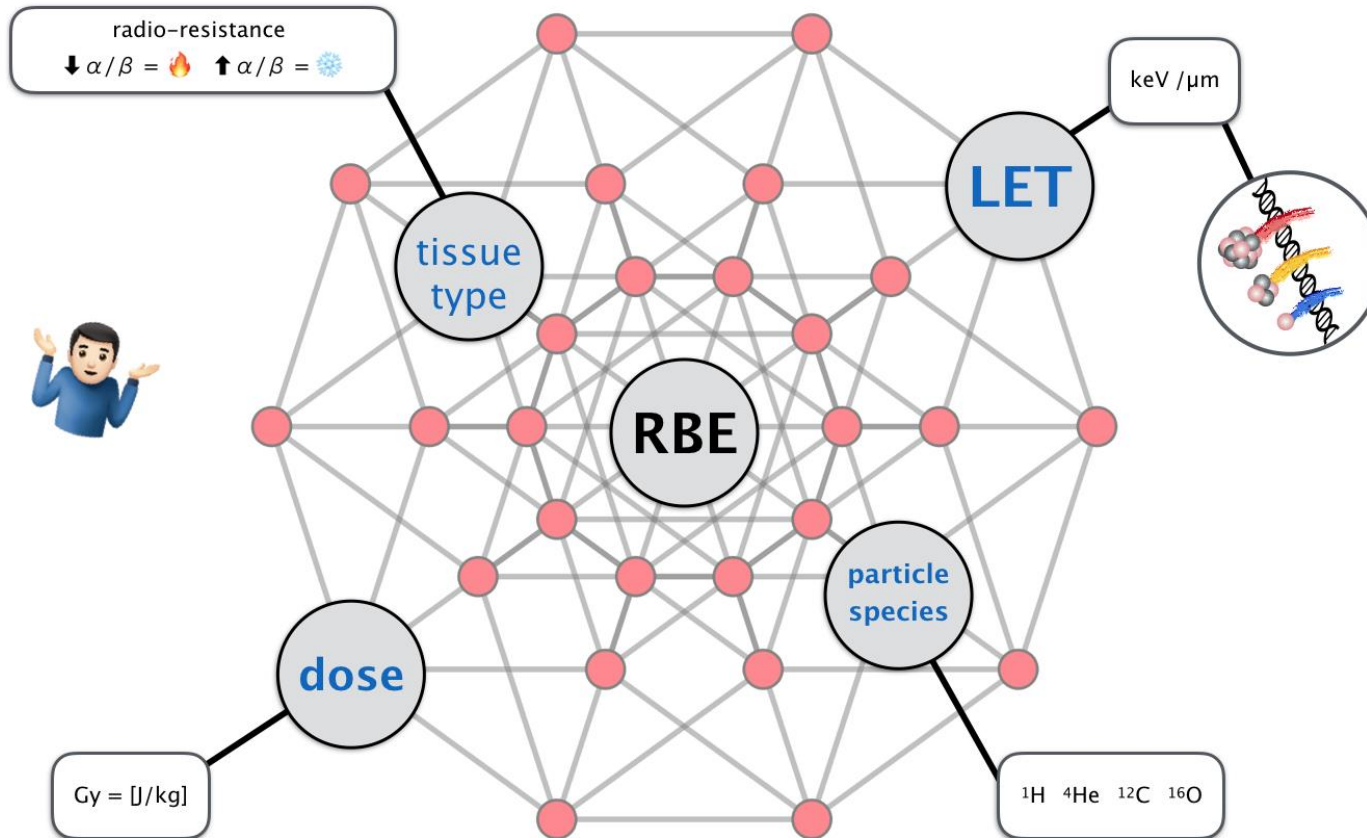 radio-resistance
⬇ α/β = 🔥 ⬆ α/β = ❄️
keV /μm
LET
tissue
type
RBE
particle
species
dose
Gy = [J/kg]
¹H ⁴He ¹²C ¹⁶O